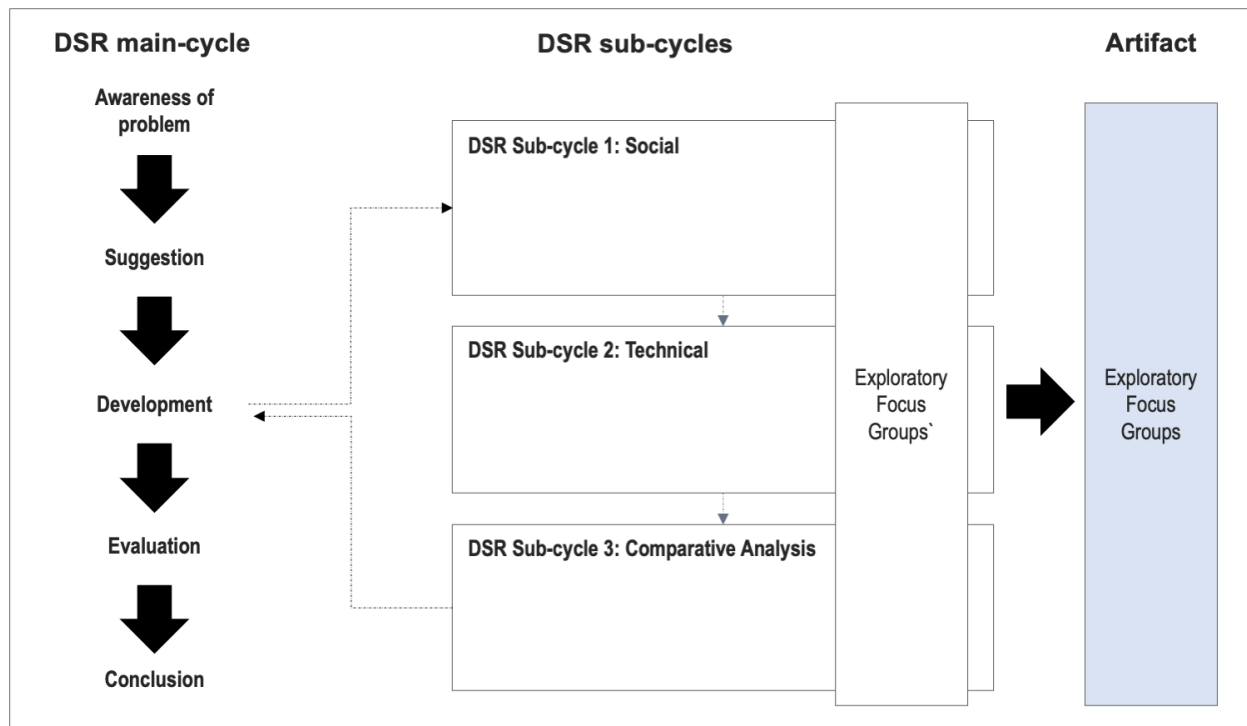 DSR main-cycle
DSR sub-cycles
Artifact
Awareness of
problem
Suggestion
Development
Evaluation
Conclusion
DSR Sub-cycle 1: Social
DSR Sub-cycle 2: Technical
DSR Sub-cycle 3: Comparative Analysis
Exploratory
Focus
Groups`
Exploratory
Focus
Groups